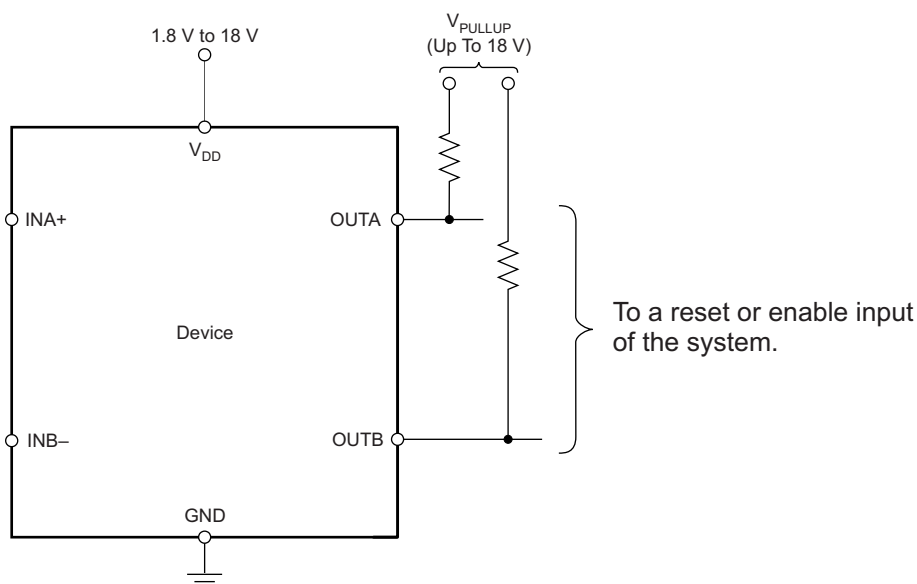 V_PULLUP
(Up To 18 V)
1.8 V to 18 V
V_DD
INA+
OUTA
Device
To a reset or enable input
of the system.
INB–
OUTB
GND